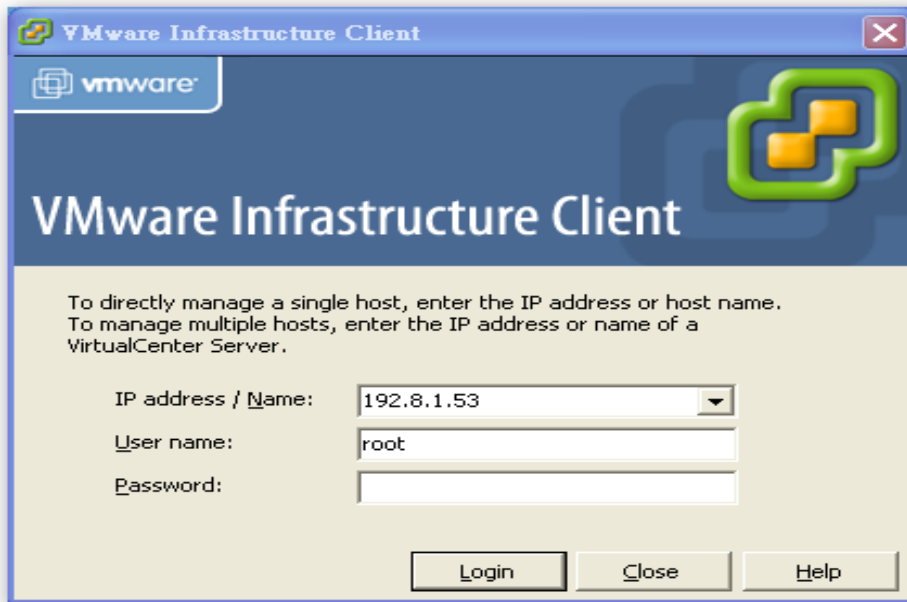 VMware Infrastructure Client
vmware
VMware Infrastructure Client
To directly manage a single host, enter the IP address or host name.
To manage multiple hosts, enter the IP address or name of a
VirtualCenter Server.
IP address / Name: 192.8.1.53
User name: root
Password:
Login Close Help